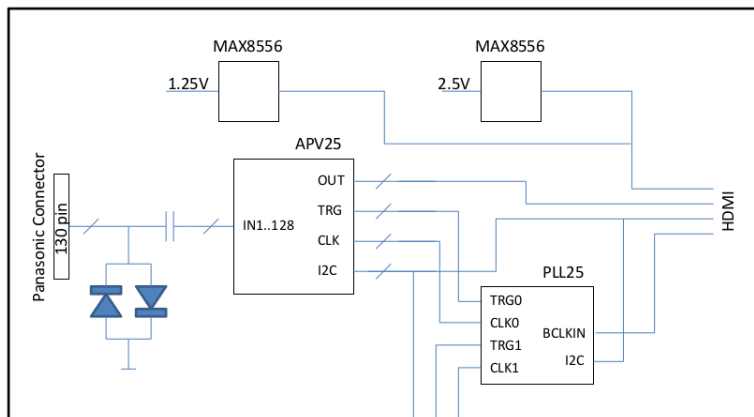 MAX8556
MAX8556
1.25V
2.5V
APV25
Panasonic Connector
130 pin
IN1..128
OUT
TRG
CLK
I2C
HDMI
PLL25
TRG0
CLK0
TRG1
CLK1
BCLKIN
I2C